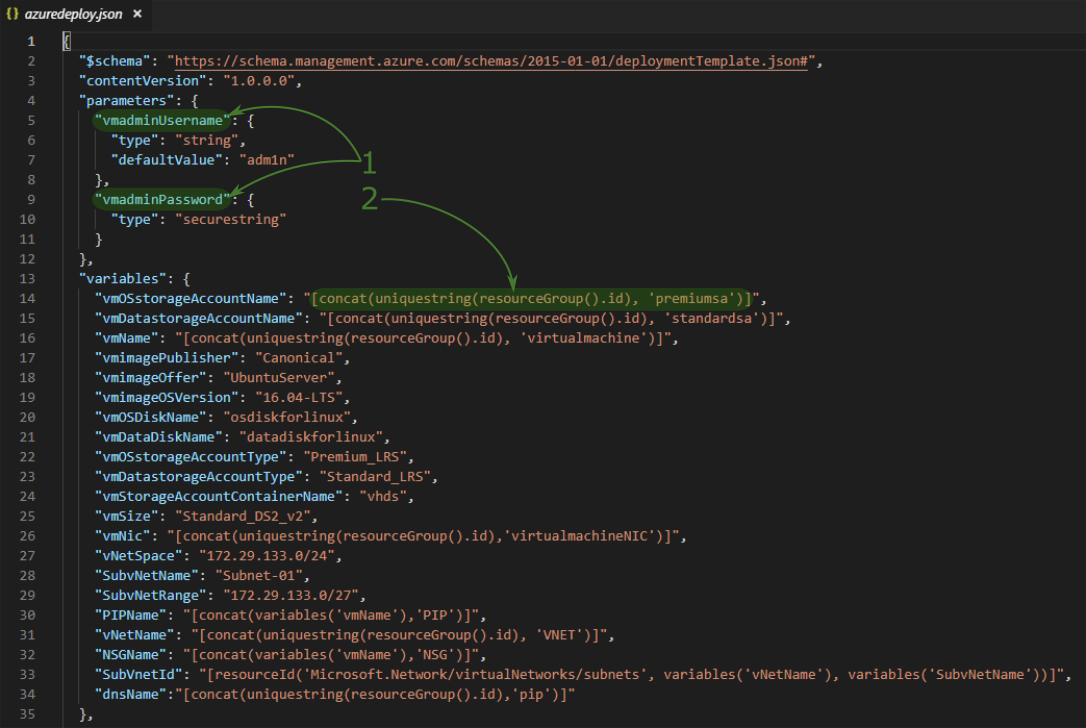 {} azuredeploy.json ×
1 {
2 "$schema": "https://schema.management.azure.com/schemas/2015-01-01/deploymentTemplate.json#",
3 "contentVersion": "1.0.0.0",
4 "parameters": {
5 "vmadminUsername": {
6 "type": "string",
7 "defaultValue": "adm1n"
8 },
1
9 "vmadminPassword": {
2
10 "type": "securestring"
11 }
12 },
13 "variables": {
14 "vmOSstorageAccountName": "[concat(uniquestring(resourceGroup().id), 'premiumsa')]",
15 "vmDatastorageAccountName": "[concat(uniquestring(resourceGroup().id), 'standardsa')]",
16 "vmName": "[concat(uniquestring(resourceGroup().id), 'virtualmachine')]",
17 "vmimagePublisher": "Canonical",
18 "vmimageOffer": "UbuntuServer",
19 "vmimageOSVersion": "16.04-LTS",
20 "vmOSDiskName": "osdiskforlinux",
21 "vmDataDiskName": "datadiskforlinux",
22 "vmOSstorageAccountType": "Premium_LRS",
23 "vmDatastorageAccountType": "Standard_LRS",
24 "vmStorageAccountContainerName": "vhds",
25 "vmSize": "Standard_DS2_v2",
26 "vmNic": "[concat(uniquestring(resourceGroup().id),'virtualmachineNIC')]",
27 "vNetSpace": "172.29.133.0/24",
28 "SubvNetName": "Subnet-01",
29 "SubvNetRange": "172.29.133.0/27",
30 "PIPName": "[concat(variables('vmName'),'PIP')]",
31 "vNetName": "[concat(uniquestring(resourceGroup().id), 'VNET')]",
32 "NSGName": "[concat(variables('vmName'),'NSG')]",
33 "SubVnetId": "[resourceId('Microsoft.Network/virtualNetworks/subnets', variables('vNetName'), variables('SubvNetName'))]",
34 "dnsName":"[concat(uniquestring(resourceGroup().id),'pip')]"
35 },